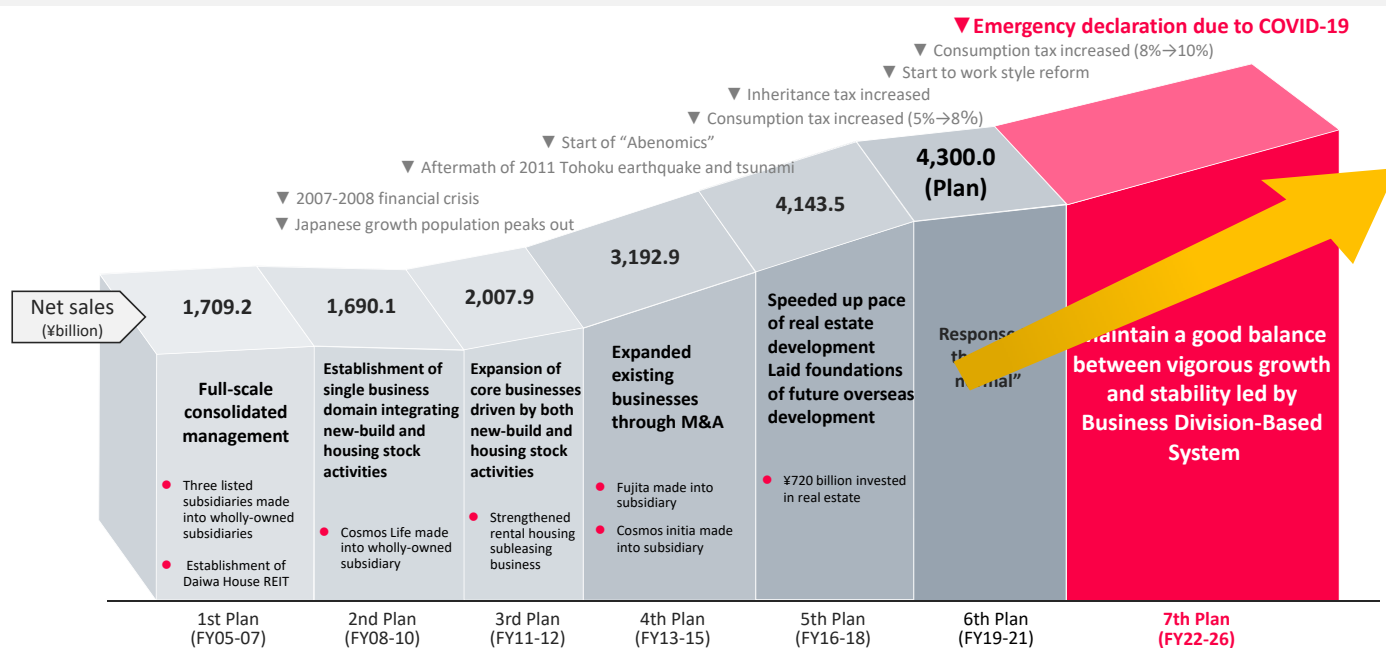 ▼Emergency declaration due to COVID-19
▼ Consumption tax increased (8%→10%)
▼ Start to work style reform
▼ Inheritance tax increased
▼ Consumption tax increased (5%→8%)
▼ Start of “Abenomics”
▼ Aftermath of 2011 Tohoku earthquake and tsunami
▼ 2007-2008 financial crisis
▼ Japanese growth population peaks out
Net sales
(¥billion)
1,709.2
1,690.1
2,007.9
3,192.9
4,143.5
4,300.0
(Plan)
Full-scale
consolidated
management
● Three listed
subsidiaries made
into wholly-owned
subsidiaries
● Establishment of
Daiwa House REIT
Establishment of
single business
domain integrating
new-build and
housing stock
activities
● Cosmos Life made
into wholly-owned
subsidiary
Expansion of
core businesses
driven by both
new-build and
housing stock
activities
● Strengthened
rental housing
subleasing
business
Expanded
existing
businesses
through M&A
● Fujita made into
subsidiary
● Cosmos initia made
into subsidiary
Speeded up pace
of real estate
development
Laid foundations
of future overseas
development
● ¥720 billion invested
in real estate
a good balance
between vigorous growth
and stability led by
Business Division-Based
System
1st Plan
(FY05-07)
2nd Plan
(FY08-10)
3rd Plan
(FY11-12)
4th Plan
(FY13-15)
5th Plan
(FY16-18)
6th Plan
(FY19-21)
7th Plan
(FY22-26)